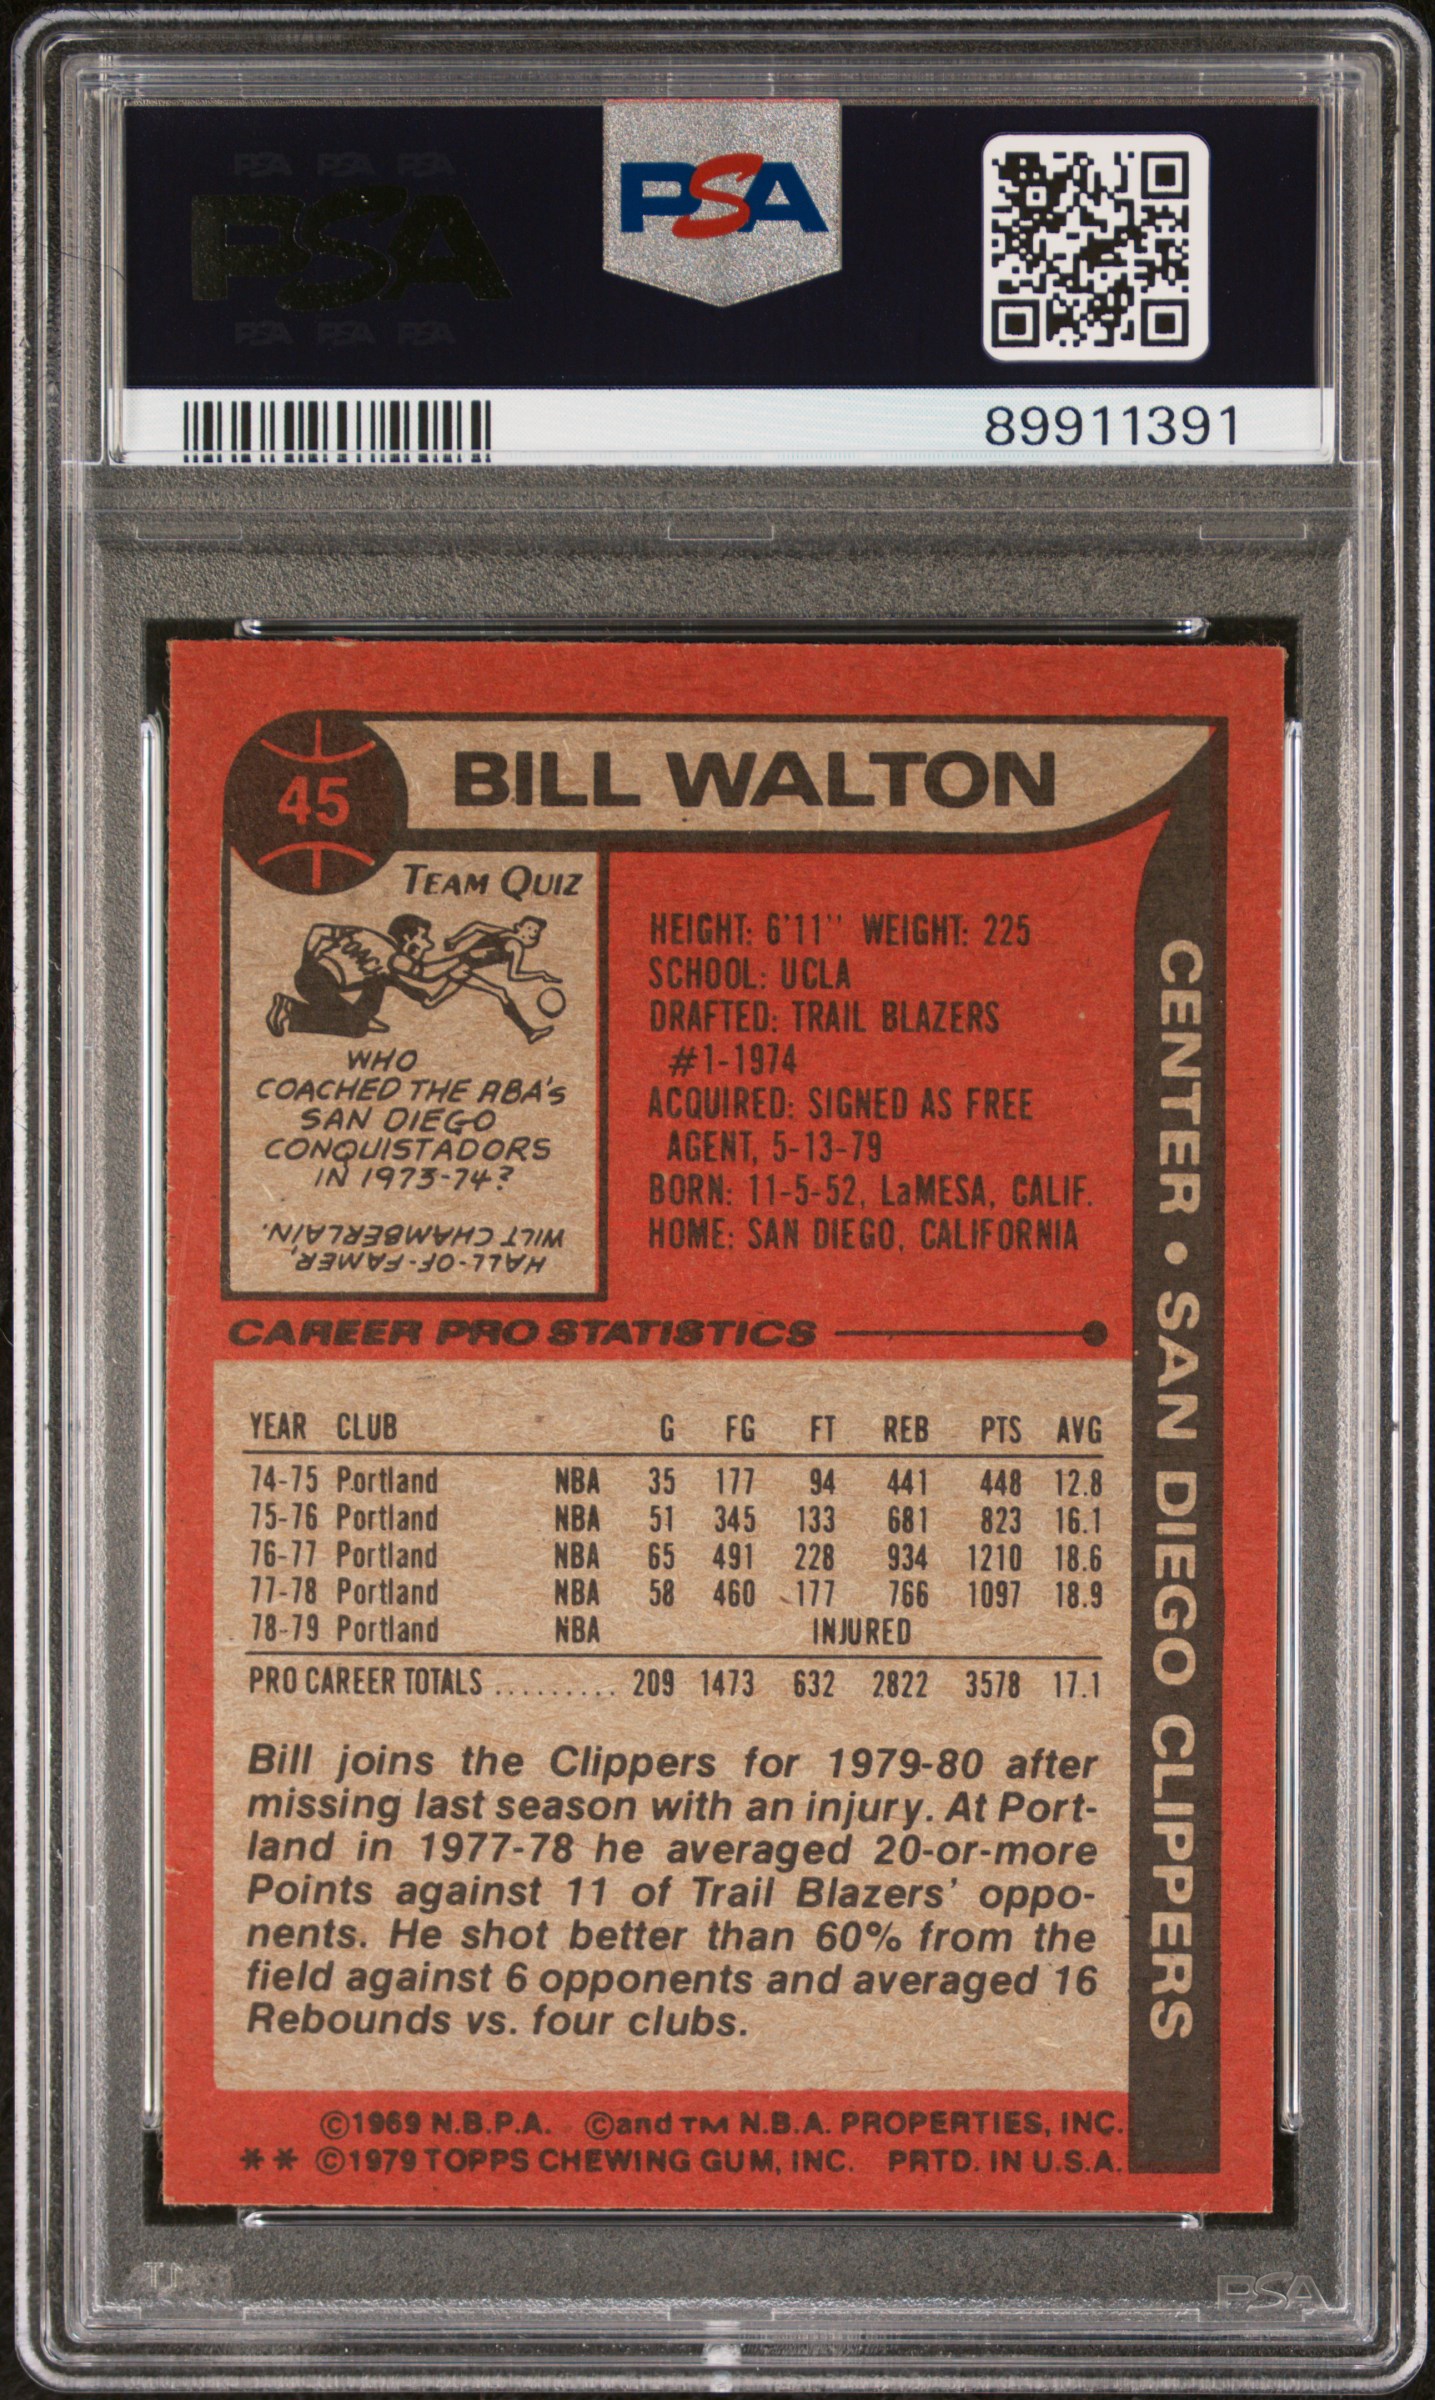 PSA PSA PSA
PSA
PSA PSA PSA
PSA
89911391
45
BILL WALTON
TEAM QUIZ
COACH
WHO
COACHED THE ABA'S
SAN DIEGO
CONQUISTADORS
IN 1973-74?
HALL-OF-FAMER,
WILT CHAMBERLAIN.
HEIGHT: 6'11" WEIGHT: 225
SCHOOL: UCLA
DRAFTED: TRAIL BLAZERS
#1-1974
ACQUIRED: SIGNED AS FREE
AGENT, 5-13-79
BORN: 11-5-52, LaMESA, CALIF.
HOME: SAN DIEGO, CALIFORNIA
CENTER • SAN DIEGO CLIPPERS
CAREER PRO STATISTICS
YEAR CLUB G FG FT REB PTS AVG
74-75 Portland NBA 35 177 94 441 448 12.8
75-76 Portland NBA 51 345 133 681 823 16.1
76-77 Portland NBA 65 491 228 934 1210 18.6
77-78 Portland NBA 58 460 177 766 1097 18.9
78-79 Portland NBA INJURED
PRO CAREER TOTALS .......... 209 1473 632 2822 3578 17.1
Bill joins the Clippers for 1979-80 after
missing last season with an injury. At Port-
land in 1977-78 he averaged 20-or-more
Points against 11 of Trail Blazers' oppo-
nents. He shot better than 60% from the
field against 6 opponents and averaged 16
Rebounds vs. four clubs.
©1969 N.B.P.A. ©and TM N.B.A. PROPERTIES, INC.
** ©1979 TOPPS CHEWING GUM, INC. PRTD. IN U.S.A.
PSA